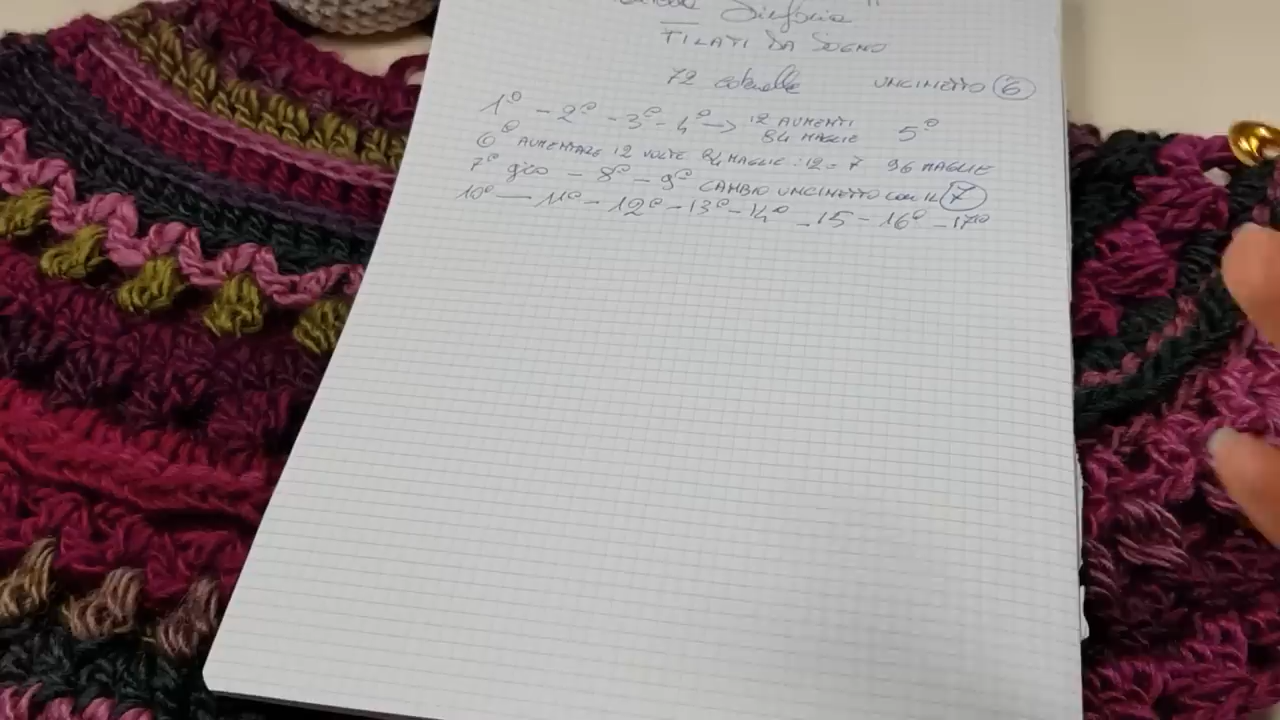 Sinfonia"
FILATI DA SOGNO
72 catenelle UNCINETTO 6
1° - 2° - 3° - 4° → 12 AUMENTI 84 MAGLIE 5°
6° AUMENTARE 12 VOLTE 84 MAGLIE : 12 = 7 96 MAGLIE
7° giro - 8° - 9° CAMBIO UNCINETTO con IL 7
10° - 11° - 12° - 13° - 14° - 15 - 16° - 17°